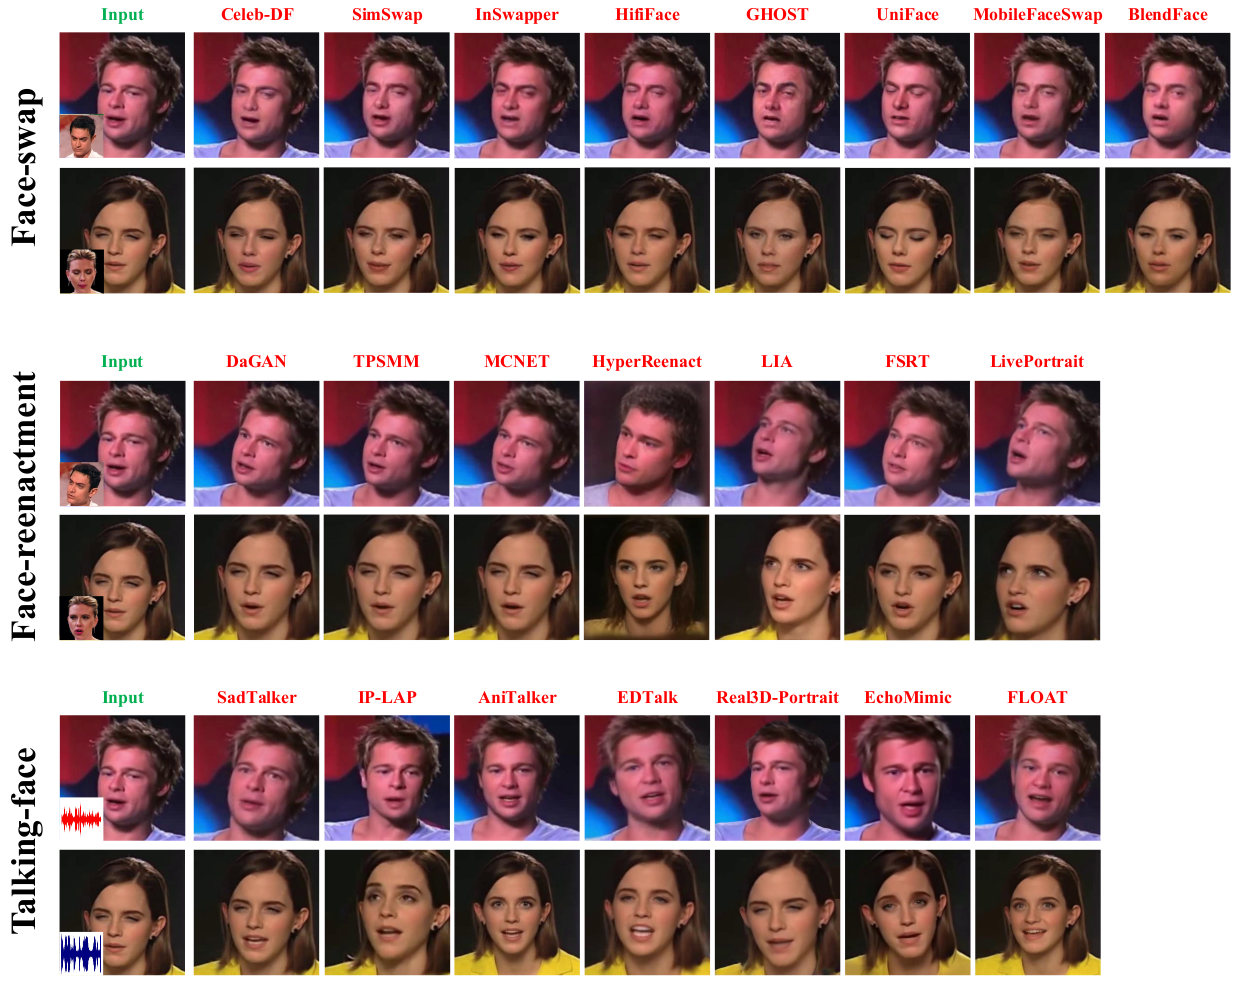 Input Celeb-DF SimSwap InSwapper HifiFace GHOST UniFace MobileFaceSwap BlendFace
Face-swap
Input DaGAN TPSMM MCNET HyperReenact LIA FSRT LivePortrait
Face-reenactment
Input SadTalker IP-LAP AniTalker EDTalk Real3D-Portrait EchoMimic FLOAT
Talking-face